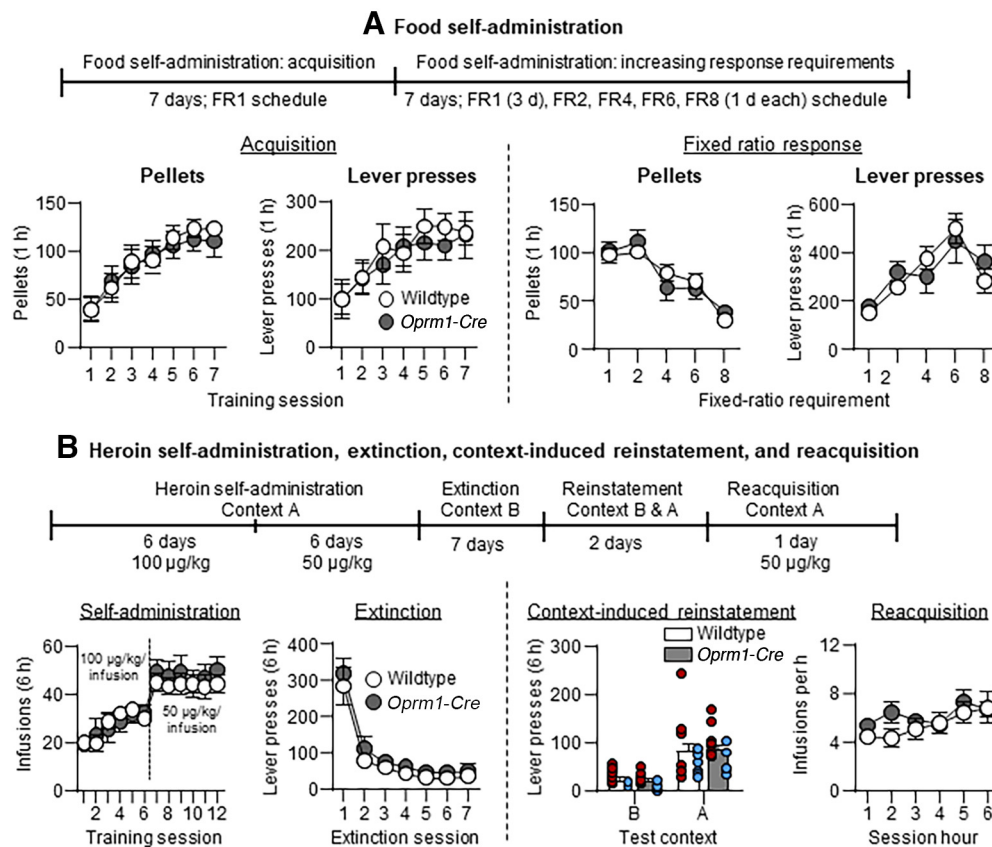 A Food self-administration
Food self-administration: acquisition
Food self-administration: increasing response requirements
7 days; FR1 schedule
7 days; FR1 (3 d), FR2, FR4, FR6, FR8 (1 d each) schedule
Acquisition
Fixed ratio response
Pellets
Lever presses
Pellets
Lever presses
Pellets (1 h)
150
100
50
0
1 2 3 4 5 6 7
Lever presses (1 h)
300
200
100
0
1 2 3 4 5 6 7
Wildtype
Oprm1-Cre
Training session
Pellets (1 h)
150
100
50
0
1 2 4 6 8
Lever presses (1 h)
600
400
200
0
1 2 4 6 8
Fixed-ratio requirement
B Heroin self-administration, extinction, context-induced reinstatement, and reacquisition
Heroin self-administration
Context A
Extinction
Context B
Reinstatement
Context B & A
Reacquisition
Context A
6 days
100 µg/kg
6 days
50 µg/kg
7 days
2 days
1 day
50 µg/kg
Self-administration
Extinction
Context-induced reinstatement
Reacquisition
Infusions (6 h)
60
40
20
0
100 µg/kg/
infusion
50 µg/kg/
infusion
2 4 6 8 10 12
Training session
Lever presses (6 h)
400
300
200
100
0
Wildtype
Oprm1-Cre
1 2 3 4 5 6 7
Extinction session
Lever presses (6 h)
300
200
100
0
Wildtype
Oprm1-Cre
B A
Test context
Infusions per h
12
8
4
0
1 2 3 4 5 6
Session hour